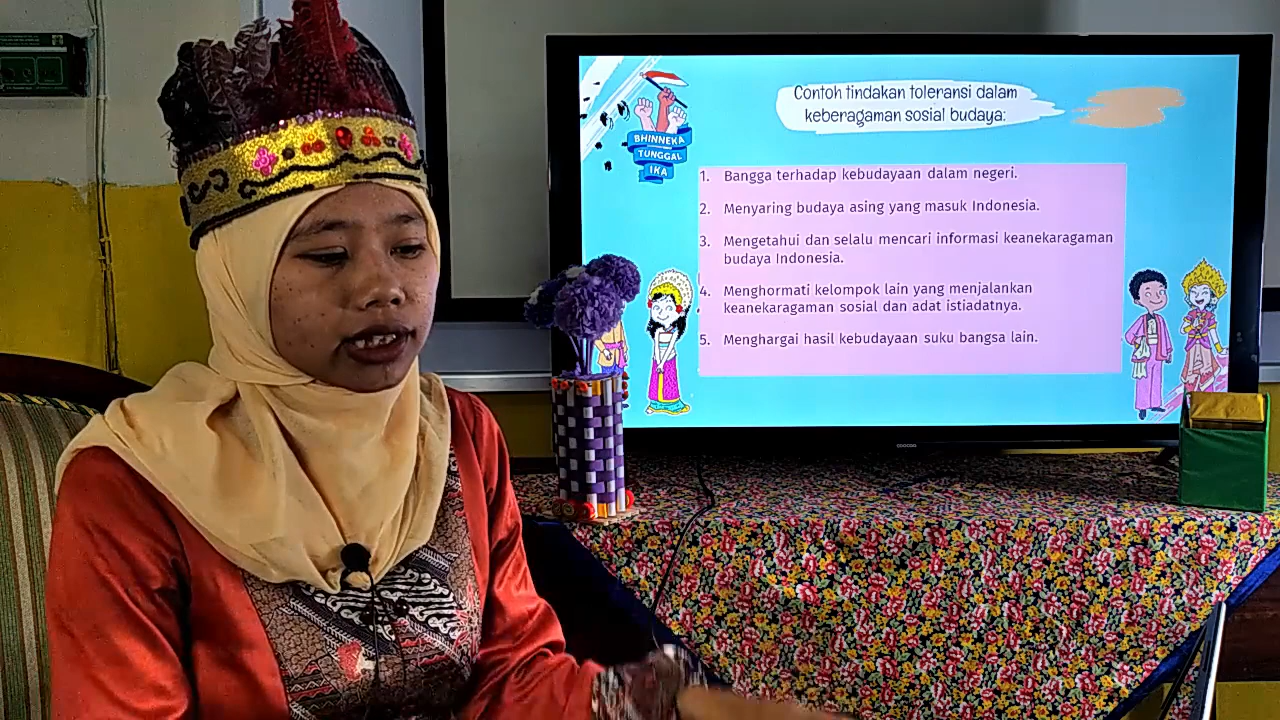 Contoh tindakan toleransi dalam
keberagaman sosial budaya:
BHINNEKA
TUNGGAL
IKA
1. Bangga terhadap kebudayaan dalam negeri.
2. Menyaring budaya asing yang masuk Indonesia.
3. Mengetahui dan selalu mencari informasi keanekaragaman
budaya Indonesia.
4. Menghormati kelompok lain yang menjalankan
keanekaragaman sosial dan adat istiadatnya.
5. Menghargai hasil kebudayaan suku bangsa lain.
coocaa